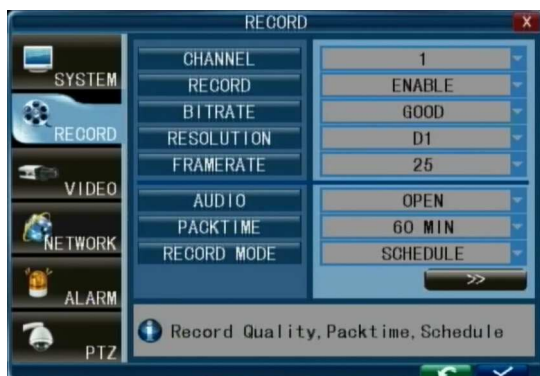 RECORD X
SYSTEM
RECORD
VIDEO
NETWORK
ALARM
PTZ
CHANNEL 1
RECORD ENABLE
BITRATE GOOD
RESOLUTION D1
FRAMERATE 25
AUDIO OPEN
PACKTIME 60 MIN
RECORD MODE SCHEDULE
>>
Record Quality,Packtime,Schedule